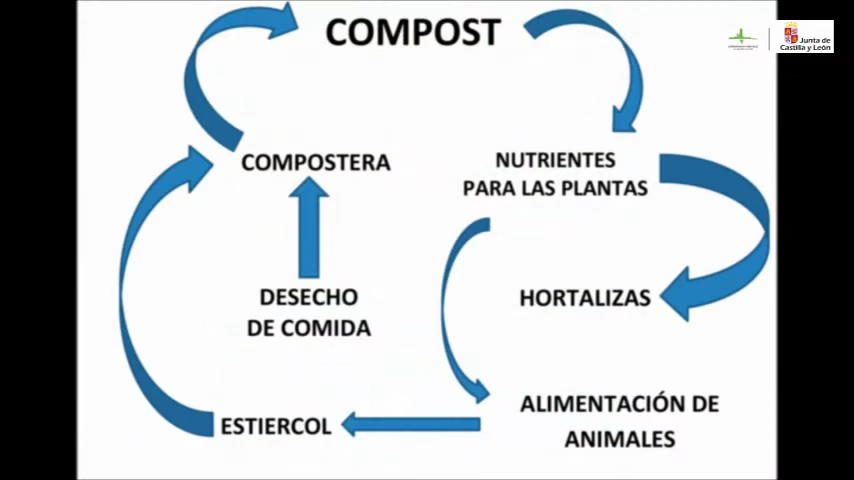 COMPOST
Junta de
Castilla y León
COMPOSTERA
NUTRIENTES
PARA LAS PLANTAS
DESECHO
DE COMIDA
HORTALIZAS
ALIMENTACIÓN DE
ANIMALES
ESTIERCOL